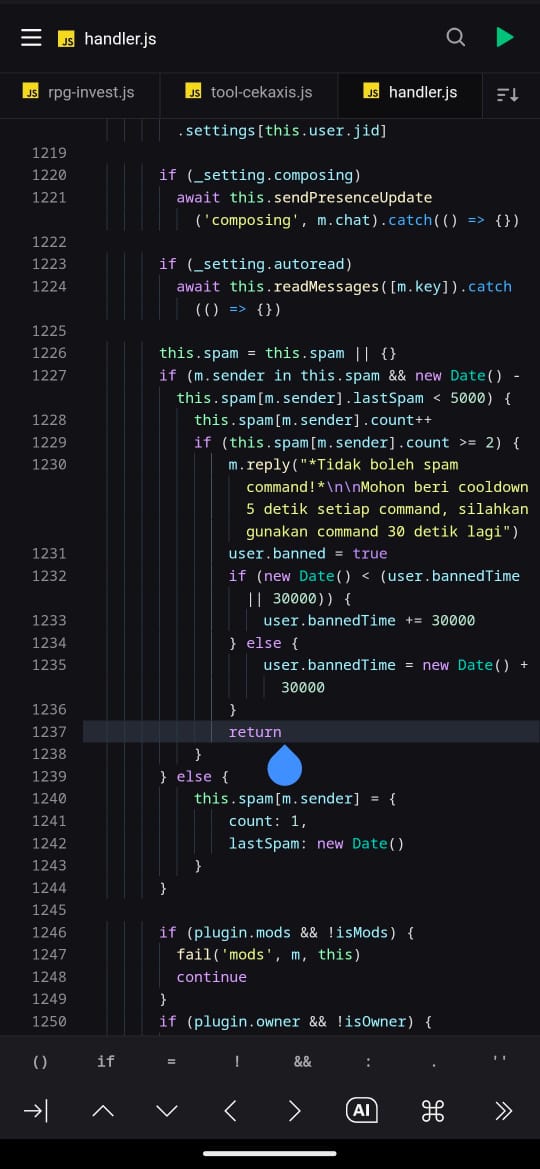 JS handler.js
JS rpg-invest.js JS tool-cekaxis.js JS handler.js
.settings[this.user.jid]
1219
1220 if (_setting.composing)
1221 await this.sendPresenceUpdate
('composing', m.chat).catch(() => {})
1222
1223 if (_setting.autoread)
1224 await this.readMessages([m.key]).catch
(() => {})
1225
1226 this.spam = this.spam || {}
1227 if (m.sender in this.spam && new Date() -
this.spam[m.sender].lastSpam < 5000) {
1228 this.spam[m.sender].count++
1229 if (this.spam[m.sender].count >= 2) {
1230 m.reply("*Tidak boleh spam
command!*\n\nMohon beri cooldown
5 detik setiap command, silahkan
gunakan command 30 detik lagi")
1231 user.banned = true
1232 if (new Date() < (user.bannedTime
|| 30000)) {
1233 user.bannedTime += 30000
1234 } else {
1235 user.bannedTime = new Date() +
30000
1236 }
1237 return
1238 }
1239 } else {
1240 this.spam[m.sender] = {
1241 count: 1,
1242 lastSpam: new Date()
1243 }
1244 }
1245
1246 if (plugin.mods && !isMods) {
1247 fail('mods', m, this)
1248 continue
1249 }
1250 if (plugin.owner && !isOwner) {
() if = ! && : . ''
AI